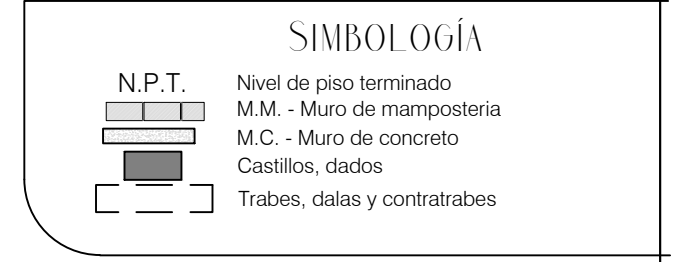 SIMBOLOGÍA
N.P.T. Nivel de piso terminado
M.M. - Muro de mamposteria
M.C. - Muro de concreto
Castillos, dados
Trabes, dalas y contratrabes